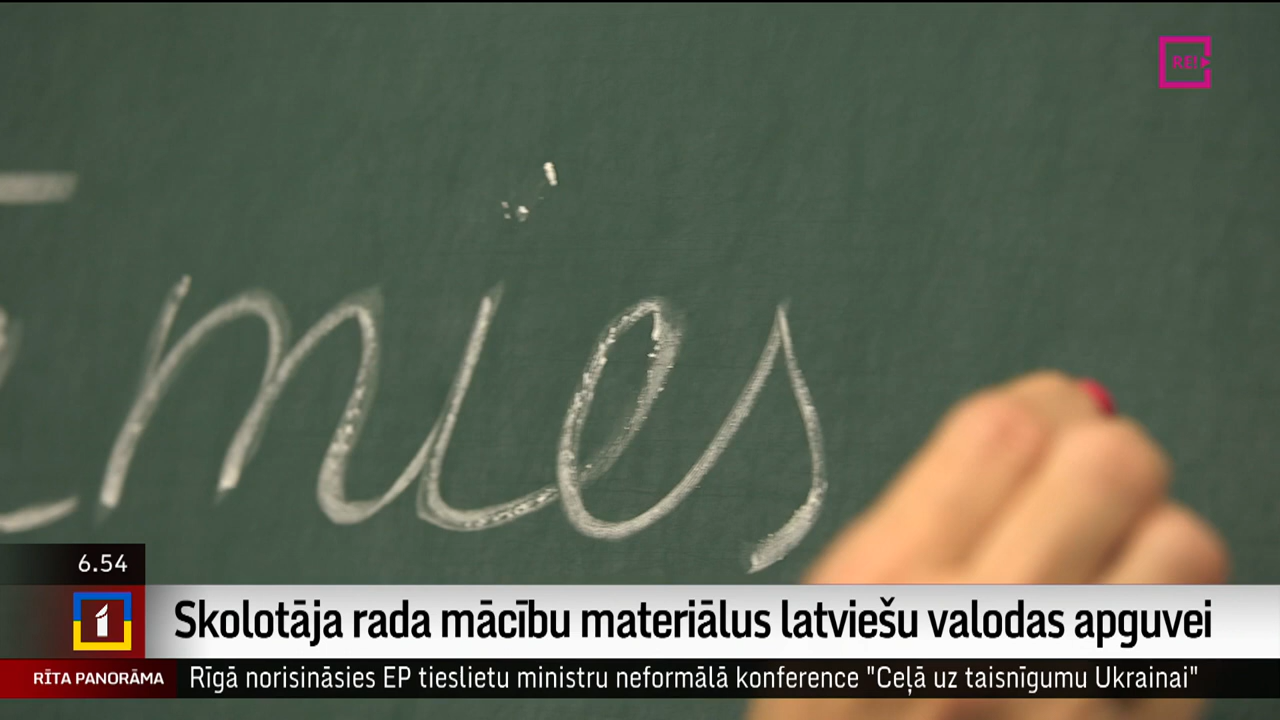 RE!
mies
6.54
1
Skolotāja rada mācību materiālus latviešu valodas apguvei
RĪTA PANORĀMA
Rīgā norisināsies EP tieslietu ministru neformālā konference "Ceļā uz taisnīgumu Ukrainai"